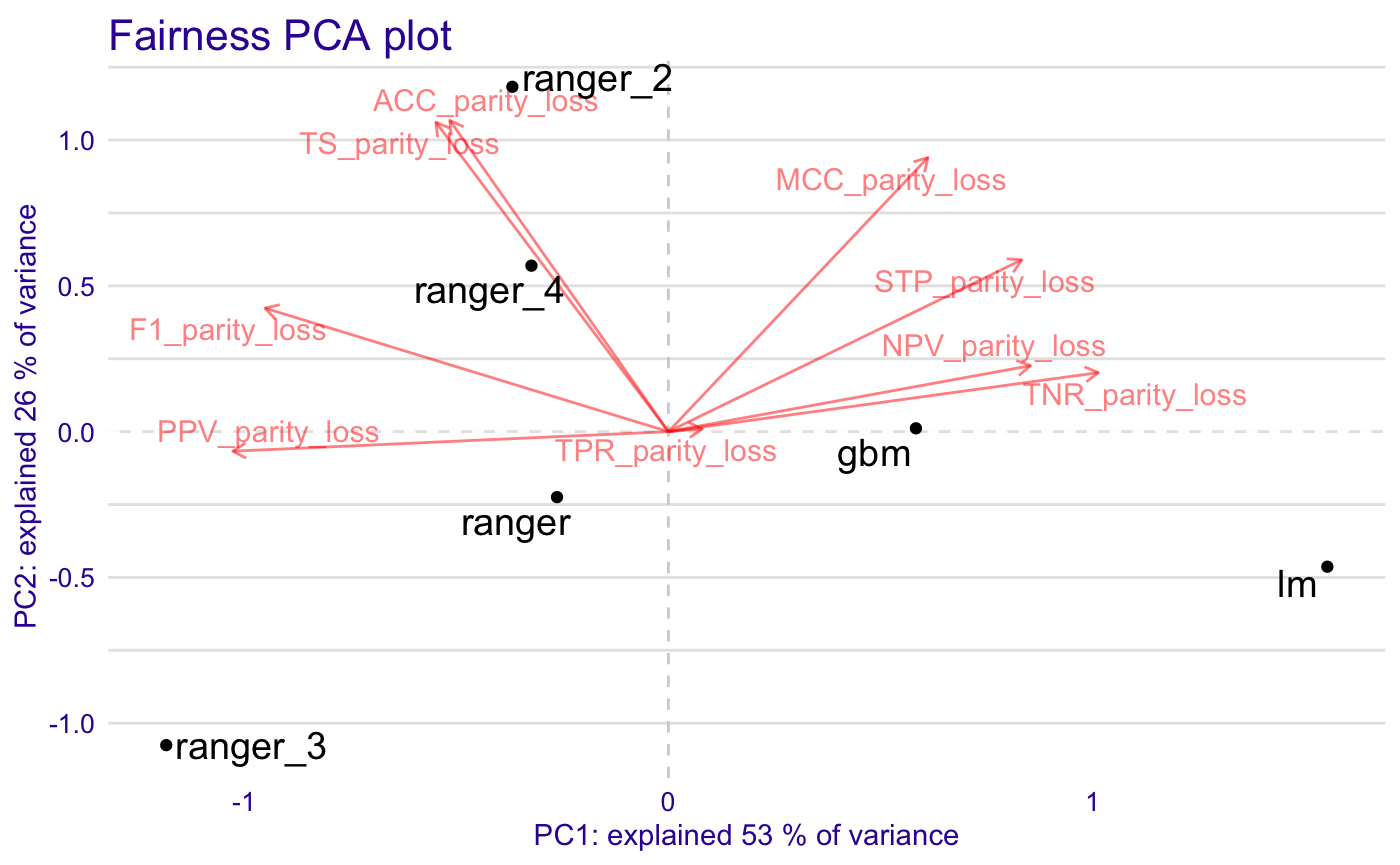 Fairness PCA plot
ranger_2
ACC_parity_loss
1.0
TS_parity_loss
MCC_parity_loss
STP_parity_loss
0.5
ranger_4
F1_parity_loss
NPV_parity_loss
TNR_parity_loss
0.0
PPV_parity_loss
TPR_parity_loss
gbm
ranger
-0.5
lm
-1.0
ranger_3
PC2: explained 26 % of variance
-1
0
1
PC1: explained 53 % of variance